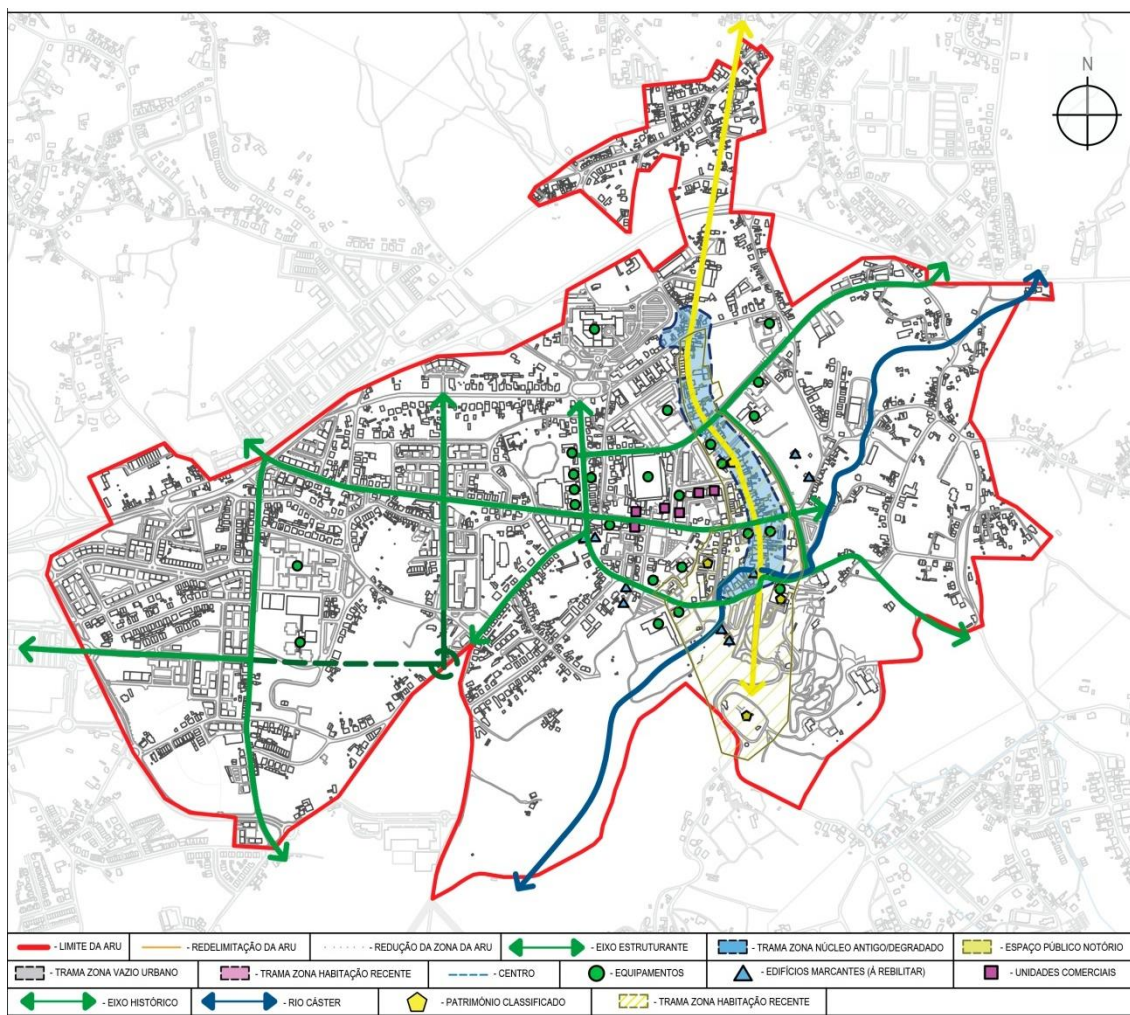 N
- LIMITE DA ARU - REDELIMITAÇÃO DA ARU - REDUÇÃO DA ZONA DA ARU - EIXO ESTRUTURANTE - TRAMA ZONA NÚCLEO ANTIGO/DEGRADADO - ESPAÇO PÚBLICO NOTÓRIO
- TRAMA ZONA VAZIO URBANO - TRAMA ZONA HABITAÇÃO RECENTE - CENTRO - EQUIPAMENTOS - EDIFÍCIOS MARCANTES (Á REBILITAR) - UNIDADES COMERCIAIS
- EIXO HISTÓRICO - RIO CÁSTER - PATRIMÓNIO CLASSIFICADO - TRAMA ZONA HABITAÇÃO RECENTE